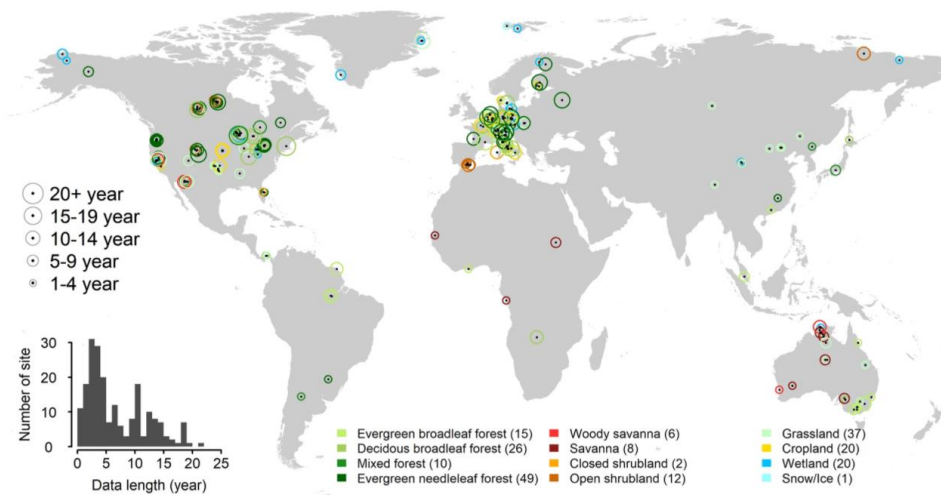 20+ year
15-19 year
10-14 year
5-9 year
1-4 year
Number of site
30
20
10
0
0 5 10 15 20 25
Data length (year)
Evergreen broadleaf forest (15)
Decidous broadleaf forest (26)
Mixed forest (10)
Evergreen needleleaf forest (49)
Woody savanna (6)
Savanna (8)
Closed shrubland (2)
Open shrubland (12)
Grassland (37)
Cropland (20)
Wetland (20)
Snow/Ice (1)